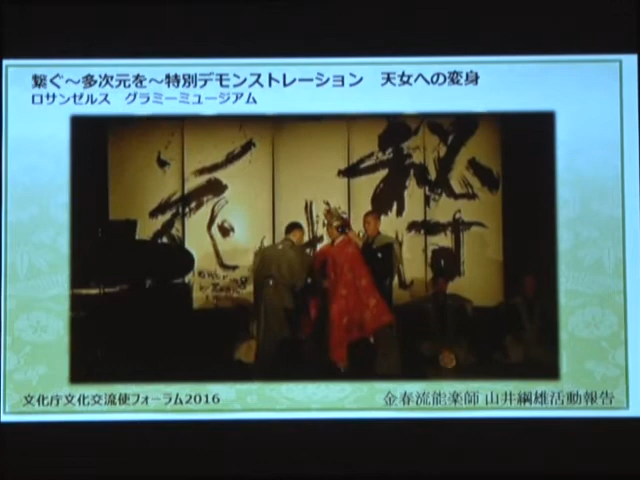 繋ぐ～多次元を～特別デモンストレーション　天女への変身
ロサンゼルス　グラミーミュージアム
文化庁文化交流使フォーラム2016
金春流能楽師 山井綱雄活動報告